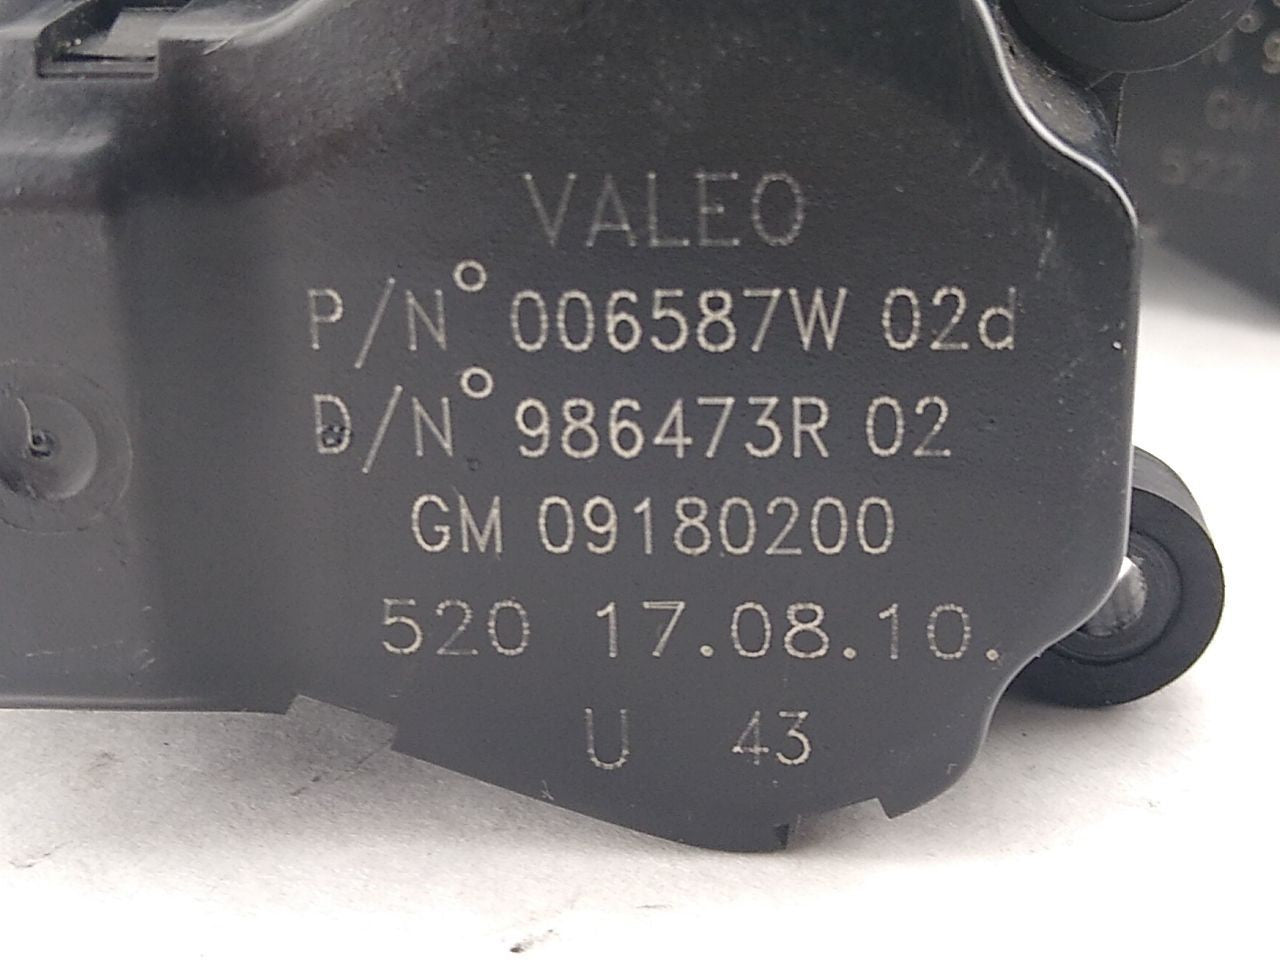 VALEO
P/N° 006587W 02d
D/N° 986473R 02
GM 09180200
520 17.08.10.
U 43